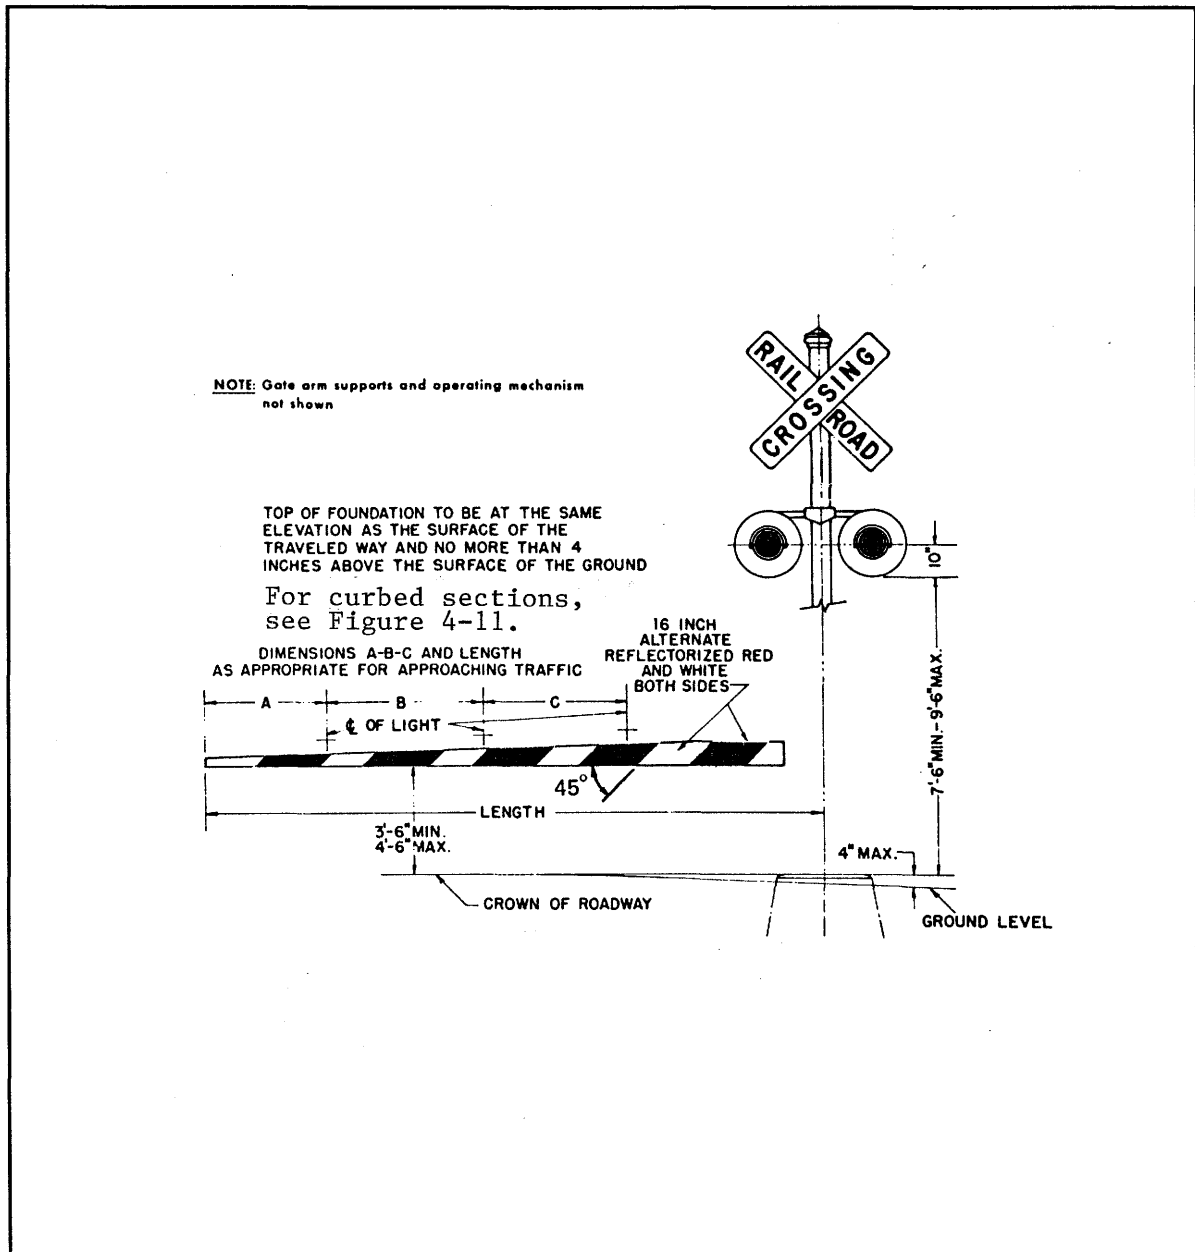 RAIL
ROAD
CROSSING
NOTE: Gate arm supports and operating mechanism
not shown
TOP OF FOUNDATION TO BE AT THE SAME
ELEVATION AS THE SURFACE OF THE
TRAVELED WAY AND NO MORE THAN 4
INCHES ABOVE THE SURFACE OF THE GROUND
For curbed sections,
see Figure 4-11.
DIMENSIONS A-B-C AND LENGTH
AS APPROPRIATE FOR APPROACHING TRAFFIC
16 INCH
ALTERNATE
REFLECTORIZED RED
AND WHITE
BOTH SIDES
10"
A
B
C
℄ OF LIGHT
45°
LENGTH
3'-6" MIN.
4'-6" MAX.
7'-6" MIN. - 9'-6" MAX.
4" MAX.
CROWN OF ROADWAY
GROUND LEVEL